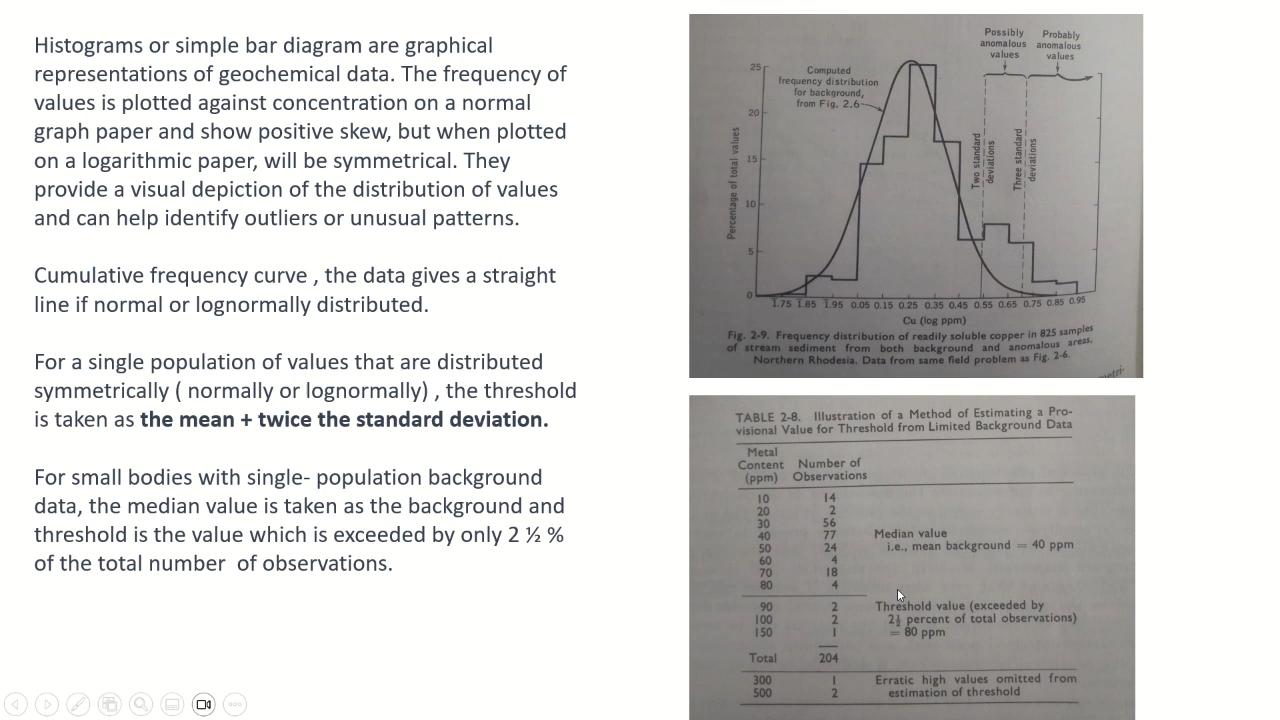 Histograms or simple bar diagram are graphical
representations of geochemical data. The frequency of
values is plotted against concentration on a normal
graph paper and show positive skew, but when plotted
on a logarithmic paper, will be symmetrical. They
provide a visual depiction of the distribution of values
and can help identify outliers or unusual patterns.
Cumulative frequency curve , the data gives a straight
line if normal or lognormally distributed.
For a single population of values that are distributed
symmetrically ( normally or lognormally) , the threshold
is taken as the mean + twice the standard deviation.
For small bodies with single- population background
data, the median value is taken as the background and
threshold is the value which is exceeded by only 2 ½ %
of the total number of observations.
Possibly anomalous values
Probably anomalous values
Computed
frequency distribution
for background,
from Fig. 2.6
Percentage of total values
25
20
15
10
5
0
Two standard deviations
Three standard deviations
1.75 1.85 1.95 0.05 0.15 0.25 0.35 0.45 0.55 0.65 0.75 0.85 0.95
Cu (log ppm)
Fig. 2-9. Frequency distribution of readily soluble copper in 825 samples
of stream sediment from both background and anomalous areas,
Northern Rhodesia. Data from same field problem as Fig. 2-6.
TABLE 2-8. Illustration of a Method of Estimating a Pro-
visional Value for Threshold from Limited Background Data
Metal Content (ppm)
Number of Observations
10 14
20 2
30 56
40 77 Median value
50 24 i.e., mean background = 40 ppm
60 4
70 18
80 4
90 2 Threshold value (exceeded by
100 2 2½ percent of total observations)
150 1 = 80 ppm
Total 204
300 1 Erratic high values omitted from
500 2 estimation of threshold